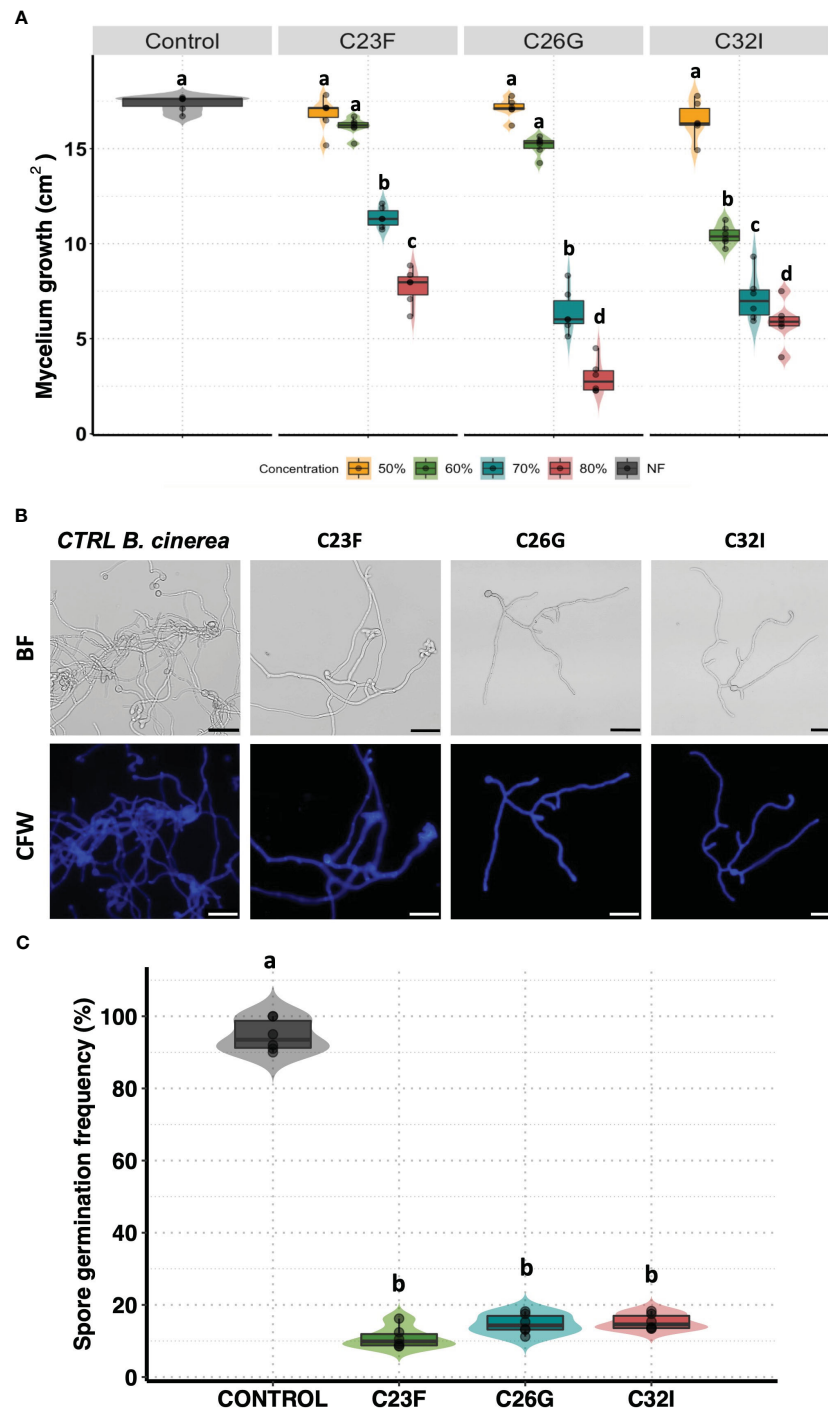 A
Control C23F C26G C32I
a a a b c a a b d a b c d
Mycelium growth (cm²)
15
10
5
0
Concentration 50% 60% 70% 80% NF
B
CTRL B. cinerea C23F C26G C32I
BF
CFW
C
Spore germination frequency (%)
100
80
60
40
20
0
a b b b
CONTROL C23F C26G C32I